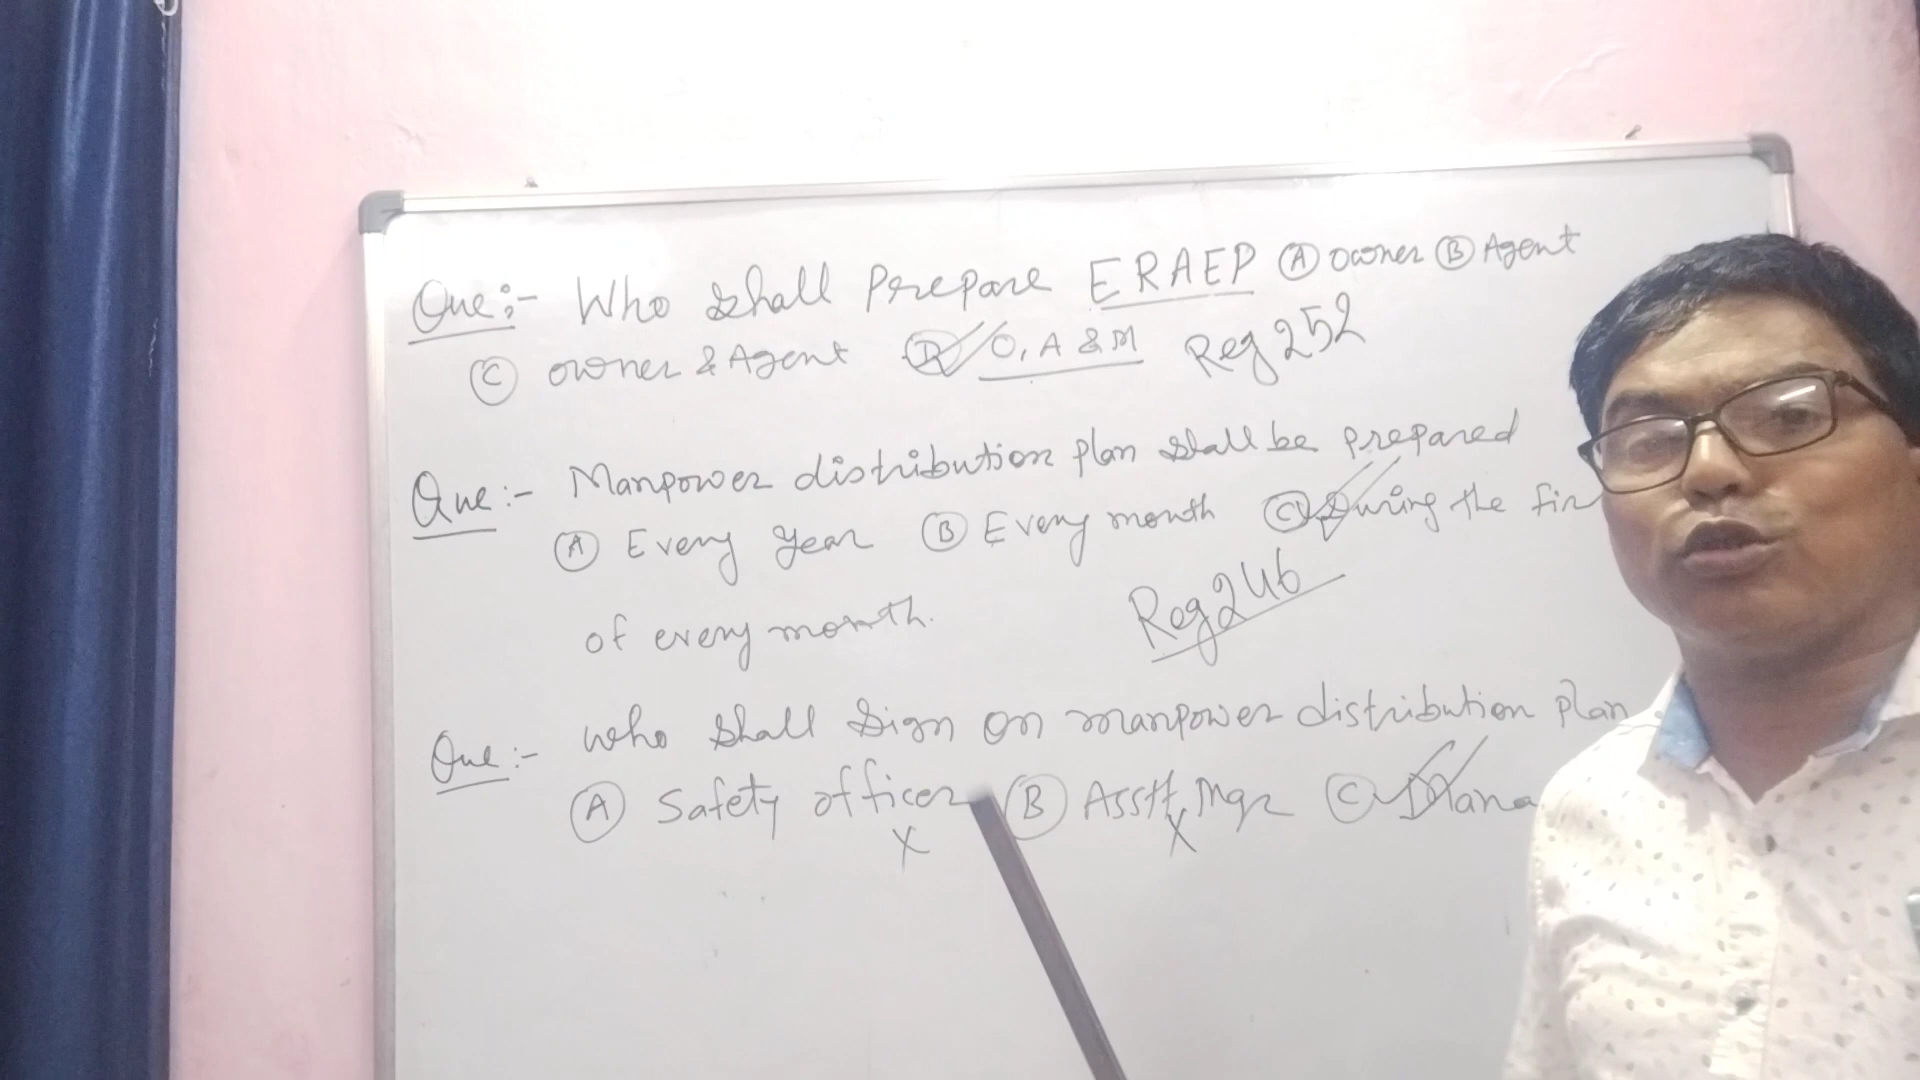 Que:- Who shall Prepare ERAEP Ⓐ owner Ⓑ Agent
Ⓒ owner & Agent Ⓓ O, A & M Reg 252
Que:- Manpower distribution plan shall be prepared
Ⓐ Every year Ⓑ Every month Ⓒ During the fir
of every month. Reg 246
Que:- who shall sign on manpower distribution plan
Ⓐ Safety officer Ⓑ Asstt, Mgr Ⓒ Mana
X X